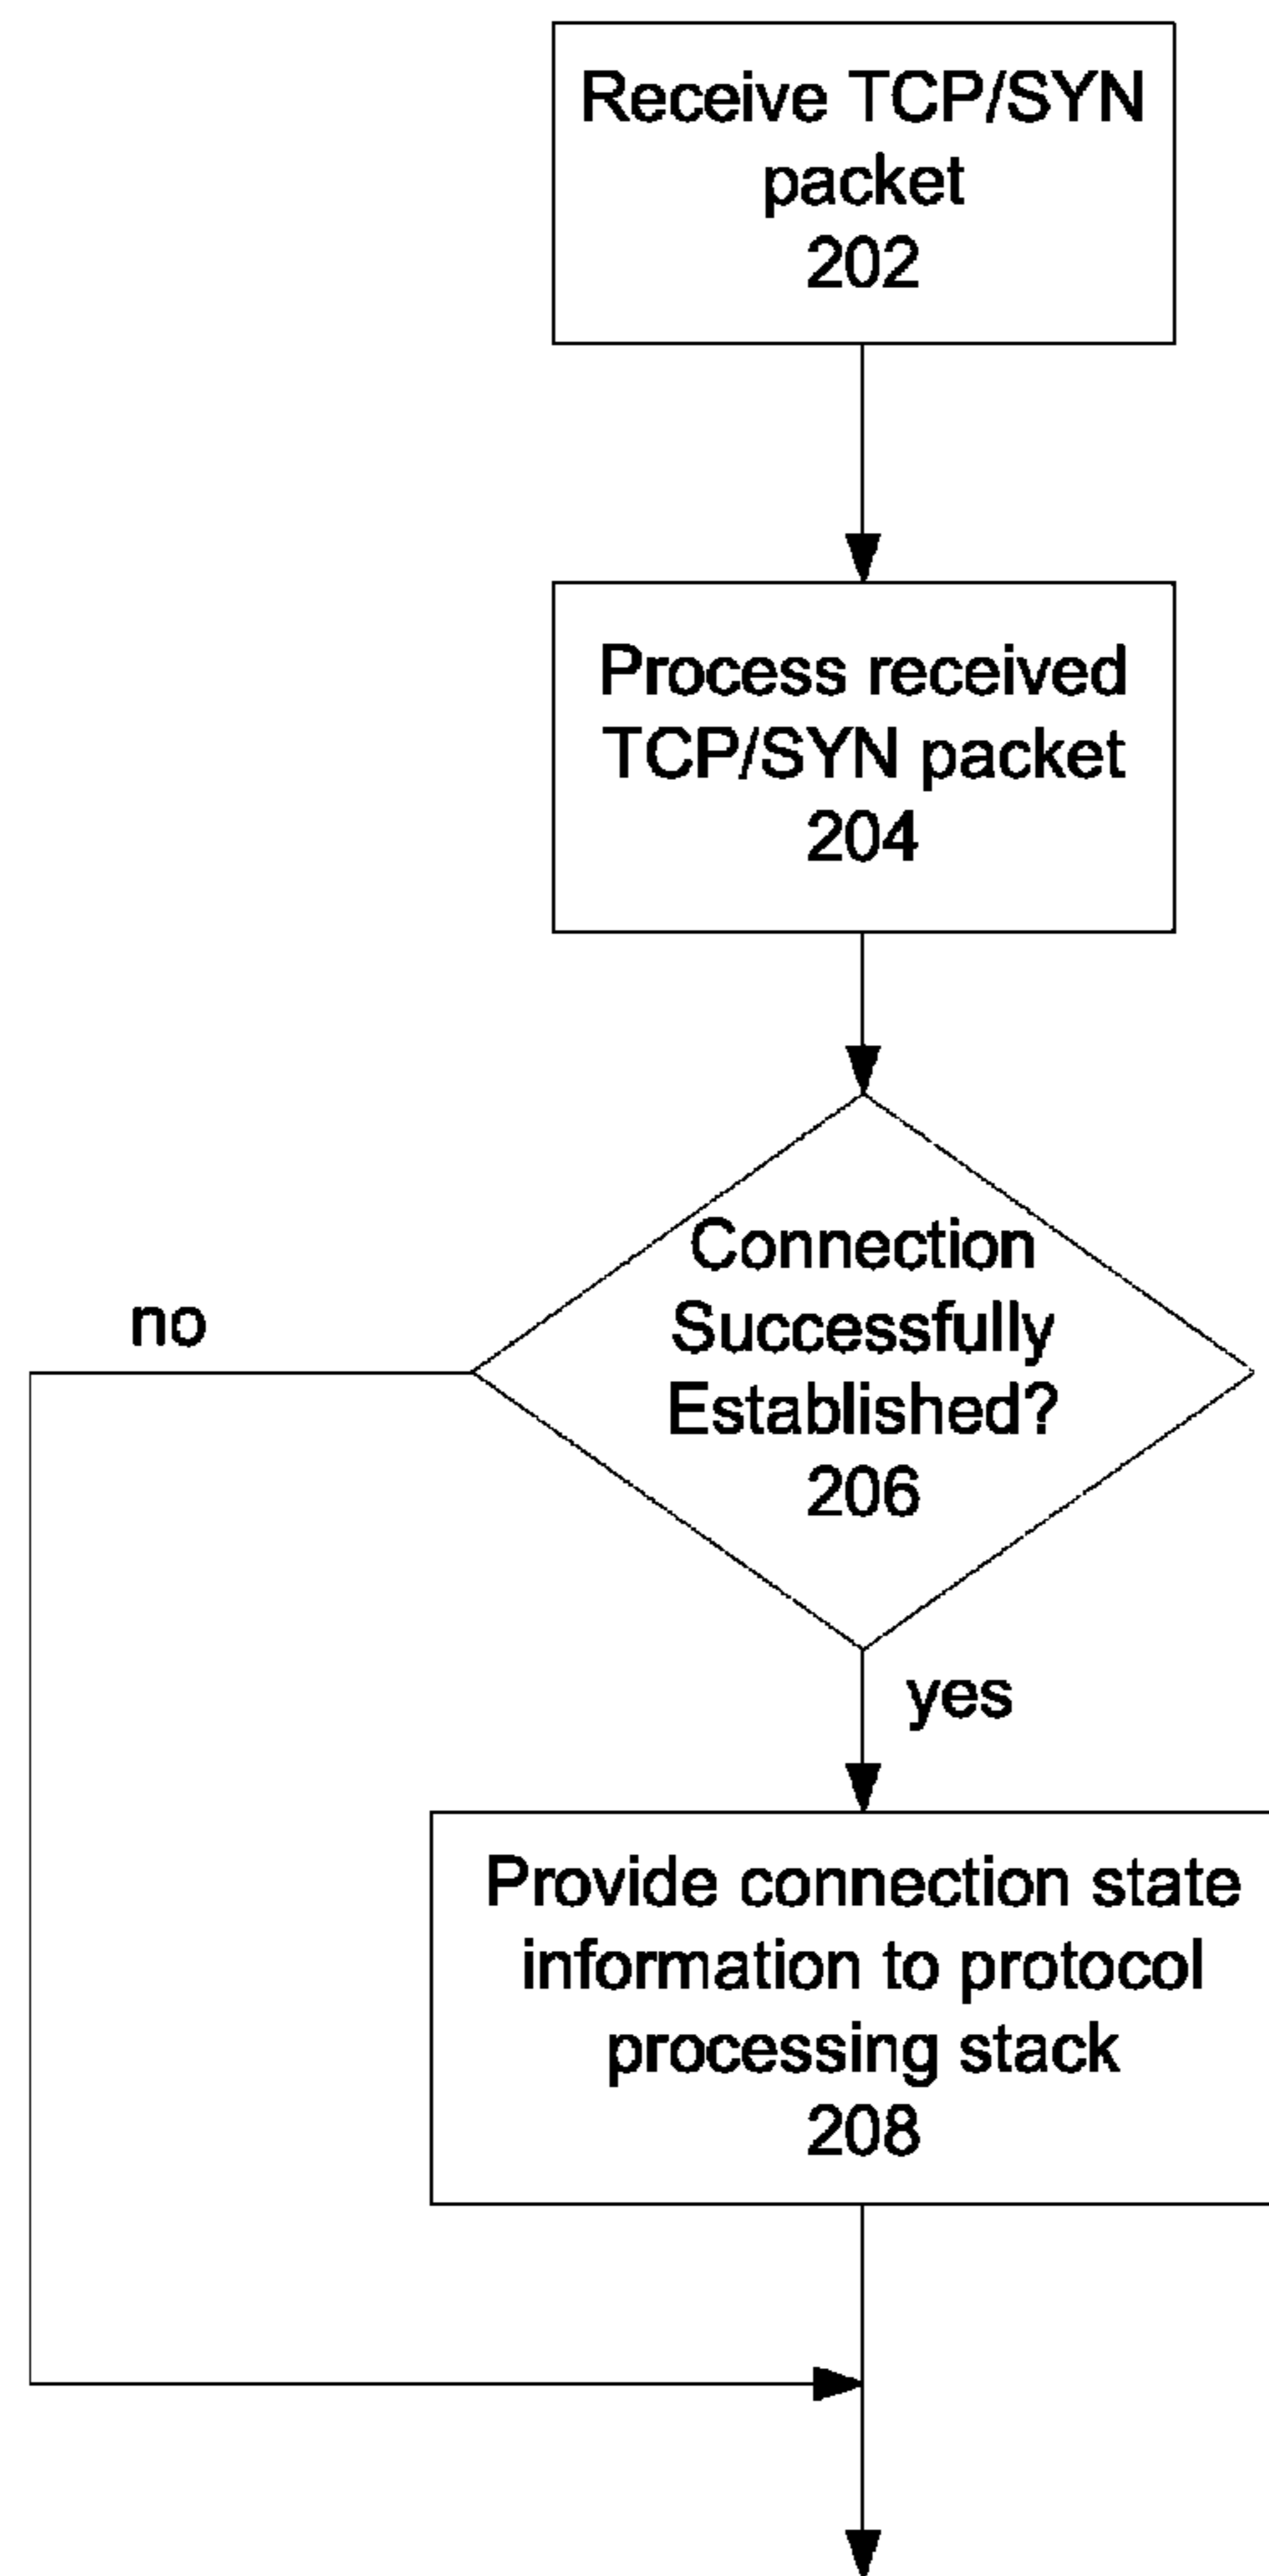 Receive TCP/SYN
packet
202
Process received
TCP/SYN packet
204
Connection
Successfully
Established?
206
no
yes
Provide connection state
information to protocol
processing stack
208